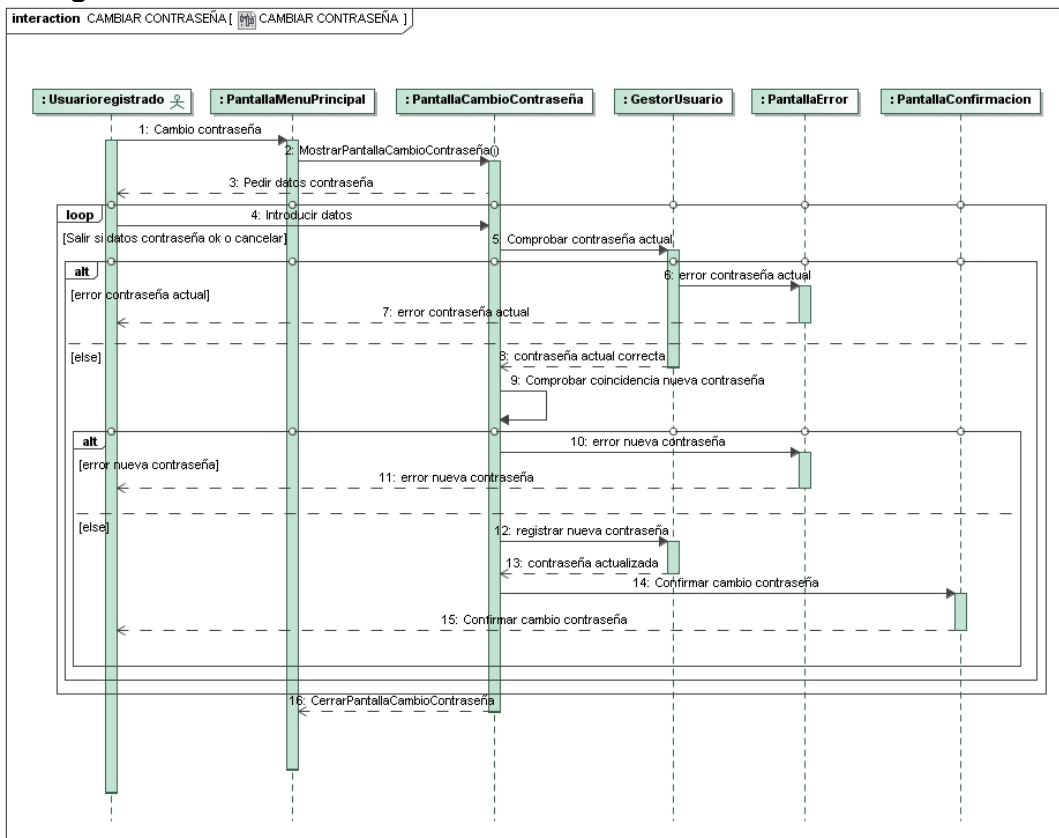 interaction CAMBIAR CONTRASEÑA [ CAMBIAR CONTRASEÑA ]
: Usuarioregistrado
: PantallaMenuPrincipal
: PantallaCambioContraseña
: GestorUsuario
: PantallaError
: PantallaConfirmacion
1: Cambio contraseña
2: MostrarPantallaCambioContraseña()
3: Pedir datos contraseña
loop
4: Introducir datos
[Salir si datos contraseña ok o cancelar]
5: Comprobar contraseña actual
alt
6: error contraseña actual
[error contraseña actual]
7: error contraseña actual
[else]
8: contraseña actual correcta
9: Comprobar coincidencia nueva contraseña
alt
10: error nueva contraseña
[error nueva contraseña]
11: error nueva contraseña
[else]
12: registrar nueva contraseña
13: contraseña actualizada
14: Confirmar cambio contraseña
15: Confirmar cambio contraseña
16: CerrarPantallaCambioContraseña